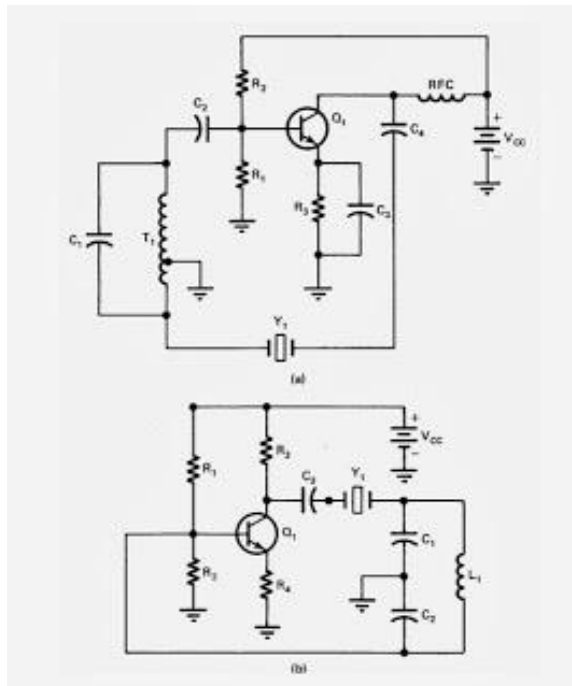 R2
RFC
C2
Q1
C4
+
VCC
−
R1
R3
C3
C1
T1
Y1
(a)
+
VCC
−
R3
R1
C3
Y1
Q1
C1
L1
R2
R4
C2
(b)